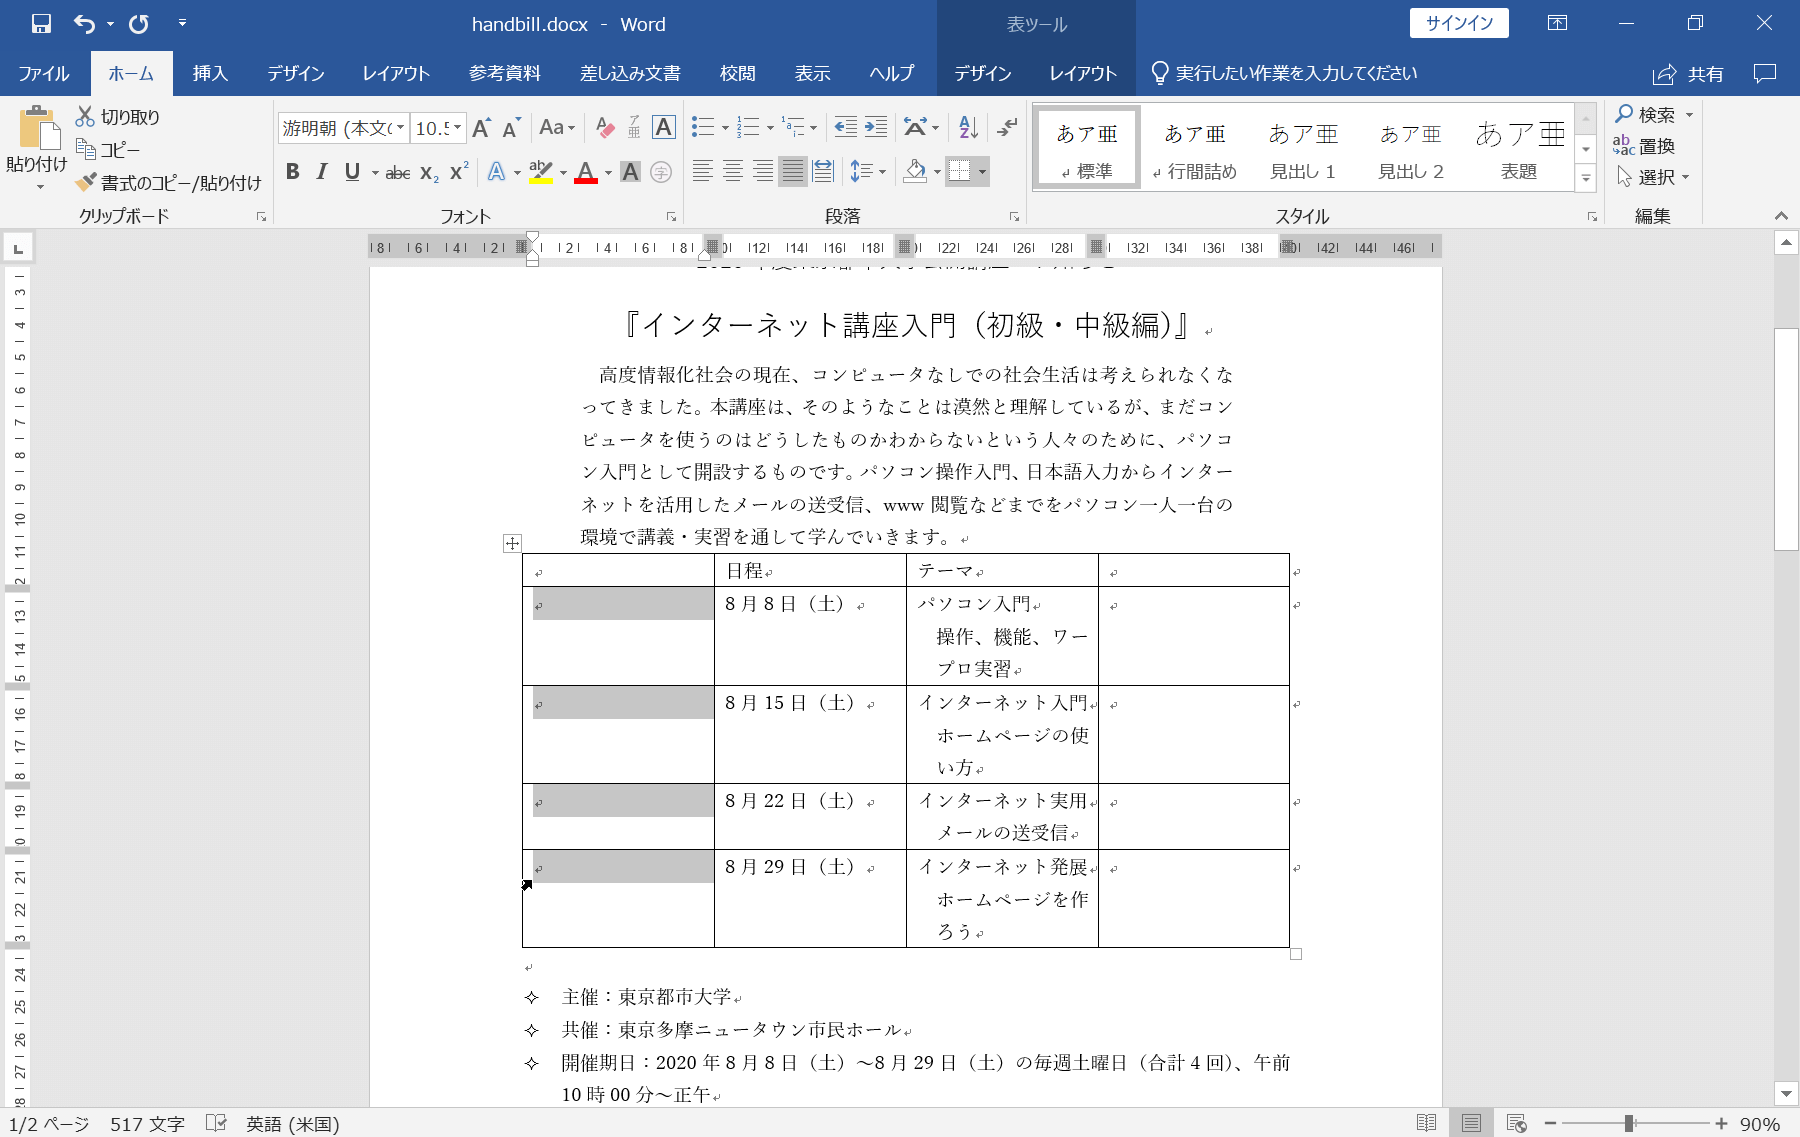 handbill.docx - Word
表ツール
サインイン
ファイル ホーム 挿入 デザイン レイアウト 参考資料 差し込み文書 校閲 表示 ヘルプ デザイン レイアウト 実行したい作業を入力してください 共有
貼り付け
切り取り
コピー
書式のコピー/貼り付け
クリップボード
游明朝 (本文( 10.5
フォント
段落
あア亜 あア亜 あア亜 あア亜 あア亜
標準 行間詰め 見出し 1 見出し 2 表題
スタイル
検索
置換
選択
編集
8 6 4 2 2 4 6 8 12 14 16 18 22 24 26 28 32 34 36 38 42 44 46
『インターネット講座入門（初級・中級編）』
高度情報化社会の現在、コンピュータなしでの社会生活は考えられなくな
ってきました。本講座は、そのようなことは漠然と理解しているが、まだコン
ピュータを使うのはどうしたものかわからないという人々のために、パソコ
ン入門として開設するものです。パソコン操作入門、日本語入力からインター
ネットを活用したメールの送受信、www 閲覧などまでをパソコン一人一台の
環境で講義・実習を通して学んでいきます。
日程 テーマ
8 月 8 日（土） パソコン入門
操作、機能、ワー
プロ実習
8 月 15 日（土） インターネット入門
ホームページの使
い方
8 月 22 日（土） インターネット実用
メールの送受信
8 月 29 日（土） インターネット発展
ホームページを作
ろう
✧ 主催：東京都市大学
✧ 共催：東京多摩ニュータウン市民ホール
✧ 開催期日：2020 年 8 月 8 日（土）～8 月 29 日（土）の毎週土曜日（合計 4 回）、午前
10 時 00 分～正午
1/2 ページ 517 文字 英語 (米国) 90%